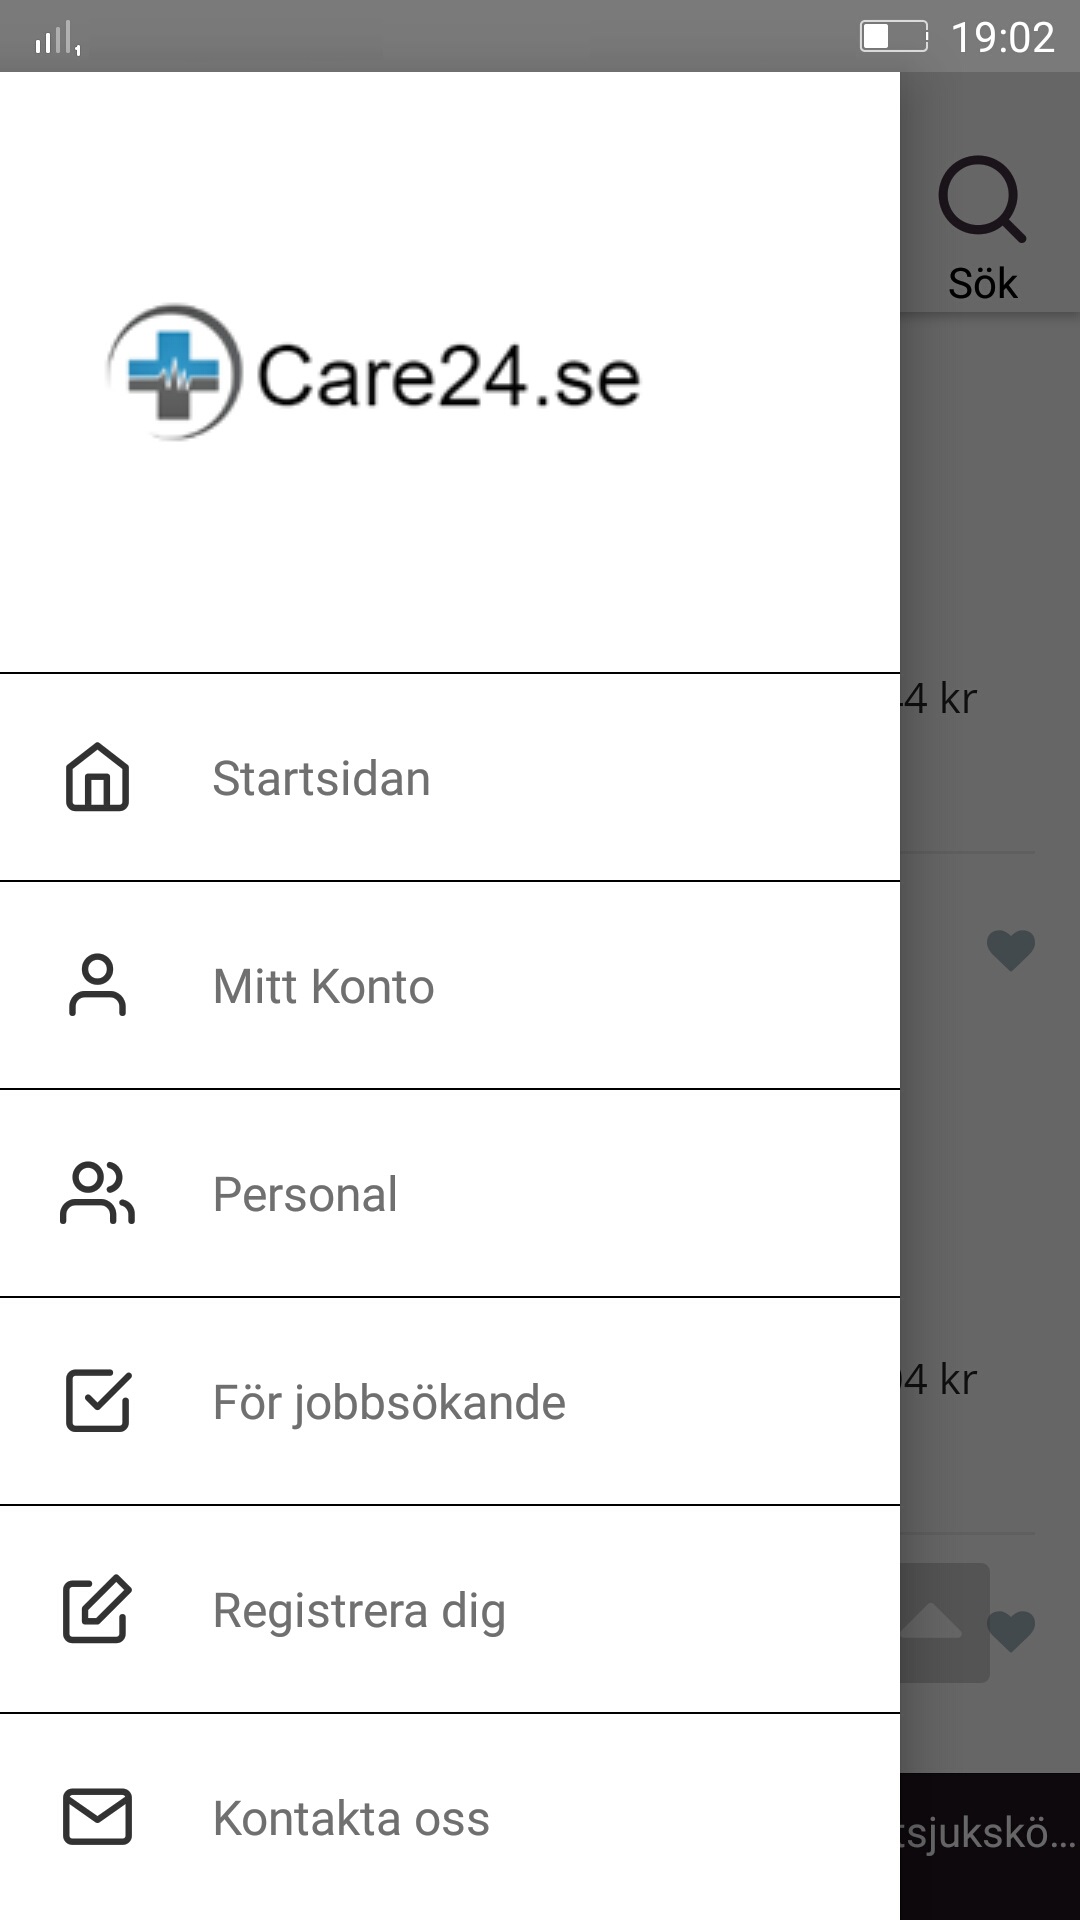 19:02
Sök
Care24.se
4 kr
Startsidan
Mitt Konto
Personal
4 kr
För jobbsökande
Registrera dig
Kontakta oss
tsjukskö...